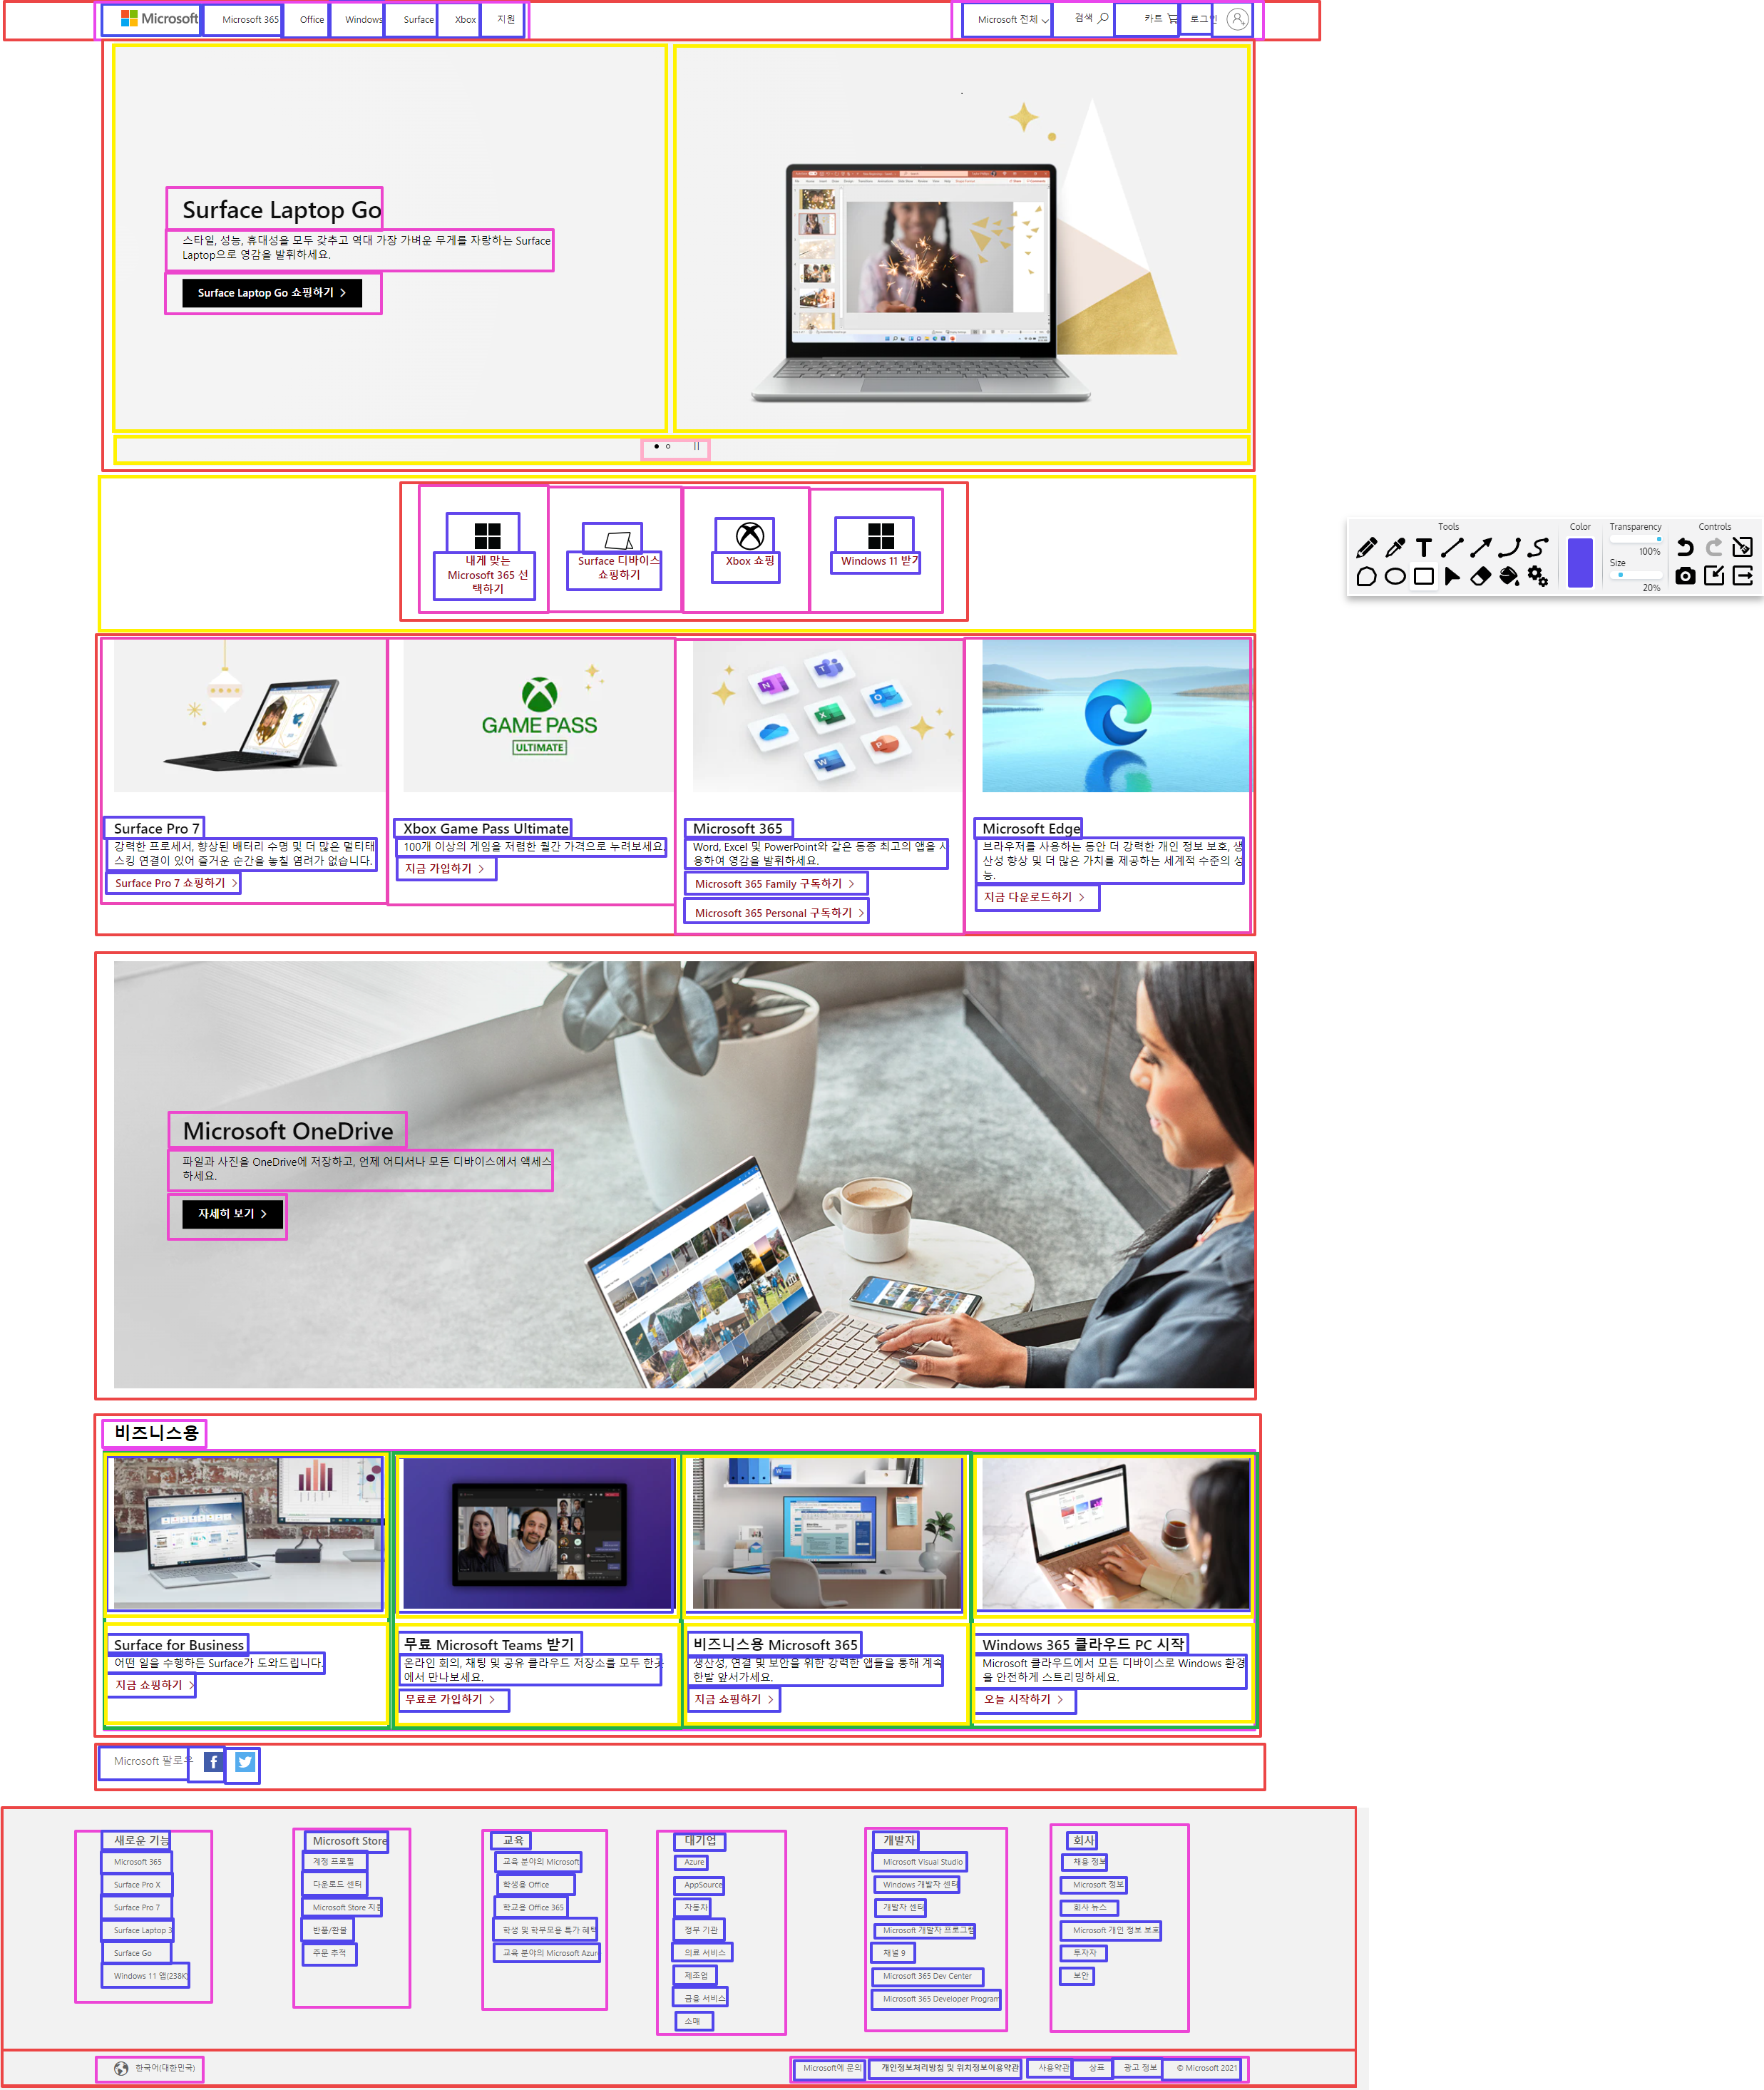 Microsoft Microsoft 365 Office Windows Surface Xbox 지원 Microsoft 전체 검색 카트 로그인
Surface Laptop Go
스타일, 성능, 휴대성을 모두 갖추고 역대 가장 가벼운 무게를 자랑하는 Surface
Laptop으로 영감을 발휘하세요.
Surface Laptop Go 쇼핑하기
Tools Color Transparency Controls
100%
Size
20%
내게 맞는
Microsoft 365 선
택하기
Surface 디바이스
쇼핑하기
Xbox 쇼핑
Windows 11 받기
GAME PASS
ULTIMATE
Surface Pro 7
강력한 프로세서, 향상된 배터리 수명 및 더 많은 멀티태
스킹 연결이 있어 즐거운 순간을 놓칠 염려가 없습니다.
Surface Pro 7 쇼핑하기
Xbox Game Pass Ultimate
100개 이상의 게임을 저렴한 월간 가격으로 누려보세요.
지금 가입하기
Microsoft 365
Word, Excel 및 PowerPoint와 같은 동종 최고의 앱을 사
용하여 영감을 발휘하세요.
Microsoft 365 Family 구독하기
Microsoft 365 Personal 구독하기
Microsoft Edge
브라우저를 사용하는 동안 더 강력한 개인 정보 보호, 생
산성 향상 및 더 많은 가치를 제공하는 세계적 수준의 성
능.
지금 다운로드하기
Microsoft OneDrive
파일과 사진을 OneDrive에 저장하고, 언제 어디서나 모든 디바이스에서 액세스
하세요.
자세히 보기
비즈니스용
Surface for Business
어떤 일을 수행하든 Surface가 도와드립니다.
지금 쇼핑하기
무료 Microsoft Teams 받기
온라인 회의, 채팅 및 공유 클라우드 저장소를 모두 한곳
에서 만나보세요.
무료로 가입하기
비즈니스용 Microsoft 365
생산성, 연결 및 보안을 위한 강력한 앱들을 통해 계속
한발 앞서가세요.
지금 쇼핑하기
Windows 365 클라우드 PC 시작
Microsoft 클라우드에서 모든 디바이스로 Windows 환경
을 안전하게 스트리밍하세요.
오늘 시작하기
Microsoft 팔로우
새로운 기능
Microsoft 365
Surface Pro X
Surface Pro 7
Surface Laptop 3
Surface Go
Windows 11 앱(238K)
Microsoft Store
계정 프로필
다운로드 센터
Microsoft Store 지원
반품/환불
주문 추적
교육
교육 분야의 Microsoft
학생용 Office
학교용 Office 365
학생 및 학부모용 특가 혜택
교육 분야의 Microsoft Azure
대기업
Azure
AppSource
자동차
정부 기관
의료 서비스
제조업
금융 서비스
소매
개발자
Microsoft Visual Studio
Windows 개발자 센터
개발자 센터
Microsoft 개발자 프로그램
채널 9
Microsoft 365 Dev Center
Microsoft 365 Developer Program
회사
채용 정보
Microsoft 정보
회사 뉴스
Microsoft 개인 정보 보호
투자자
보안
한국어(대한민국) Microsoft에 문의 개인정보처리방침 및 위치정보이용약관 사용약관 상표 광고 정보 © Microsoft 2021